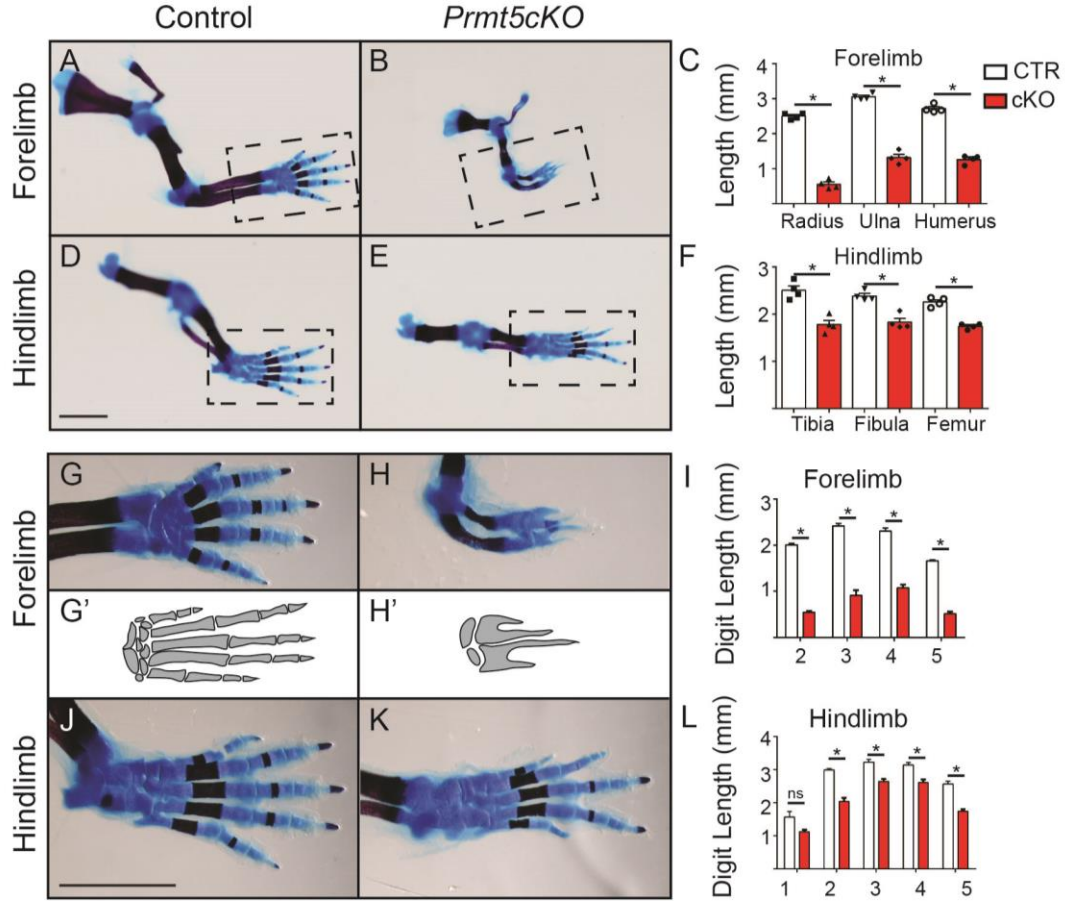 Control
Prmt5cKO
Forelimb
A
B
C
Forelimb
CTR
cKO
Length (mm)
4
3
2
1
Radius Ulna Humerus
Hindlimb
D
E
F
Hindlimb
Length (mm)
3
2
1
Tibia Fibula Femur
Forelimb
G
H
I
Forelimb
Digit Length (mm)
3
2
1
2 3 4 5
G’
H’
Hindlimb
J
K
L
Hindlimb
Digit Length (mm)
4
3
2
1
ns
1 2 3 4 5